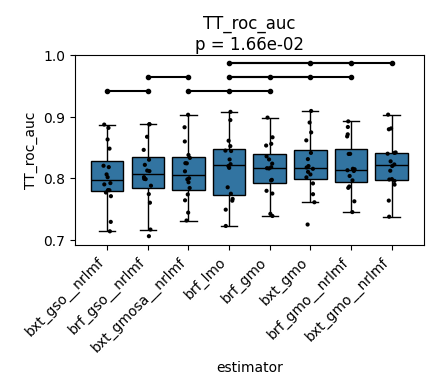 TT_roc_auc
p = 1.66e-02
1.0
0.9
0.8
0.7
TT_roc_auc
bxt_gso__nrlmf
brf_gso__nrlmf
bxt_gmosa__nrlmf
brf_lmo
brf_gmo
bxt_gmo
brf_gmo__nrlmf
bxt_gmo__nrlmf
estimator